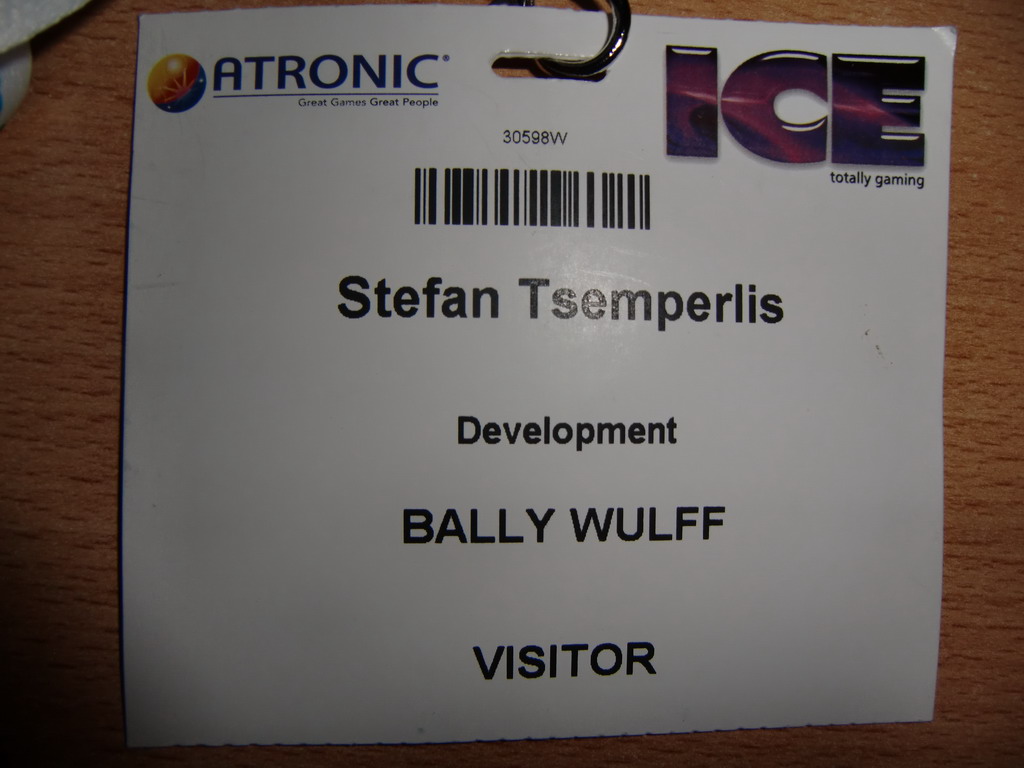 ATRONIC®
Great Games Great People
30598W
ICE
totally gaming
Stefan Tsemperlis
Development
BALLY WULFF
VISITOR